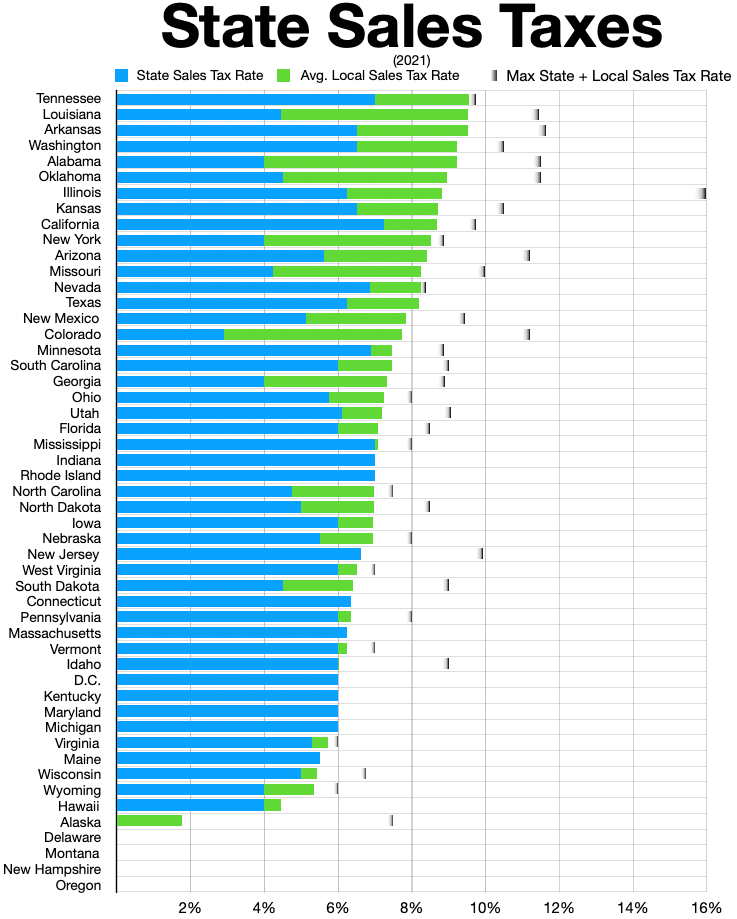 State Sales Taxes
(2021)
State Sales Tax Rate Avg. Local Sales Tax Rate Max State + Local Sales Tax Rate
Tennessee
Louisiana
Arkansas
Washington
Alabama
Oklahoma
Illinois
Kansas
California
New York
Arizona
Missouri
Nevada
Texas
New Mexico
Colorado
Minnesota
South Carolina
Georgia
Ohio
Utah
Florida
Mississippi
Indiana
Rhode Island
North Carolina
North Dakota
Iowa
Nebraska
New Jersey
West Virginia
South Dakota
Connecticut
Pennsylvania
Massachusetts
Vermont
Idaho
D.C.
Kentucky
Maryland
Michigan
Virginia
Maine
Wisconsin
Wyoming
Hawaii
Alaska
Delaware
Montana
New Hampshire
Oregon
2% 4% 6% 8% 10% 12% 14% 16%